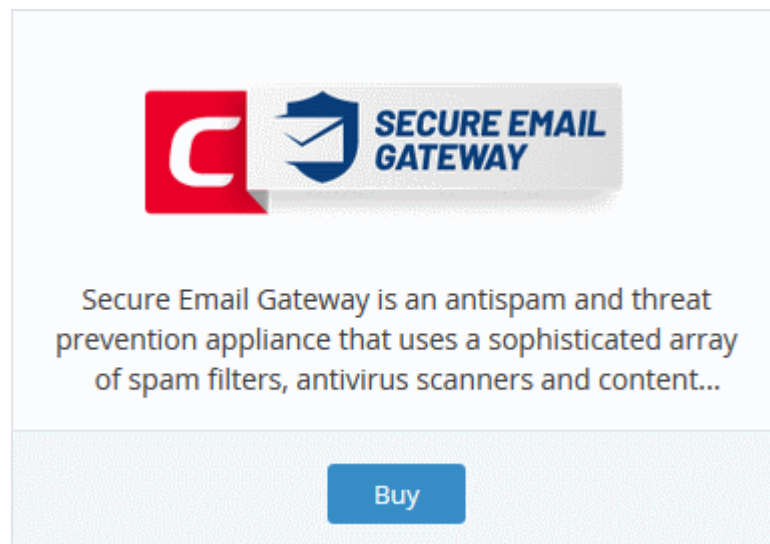 C
SECURE EMAIL
GATEWAY
Secure Email Gateway is an antispam and threat
prevention appliance that uses a sophisticated array
of spam filters, antivirus scanners and content...
Buy